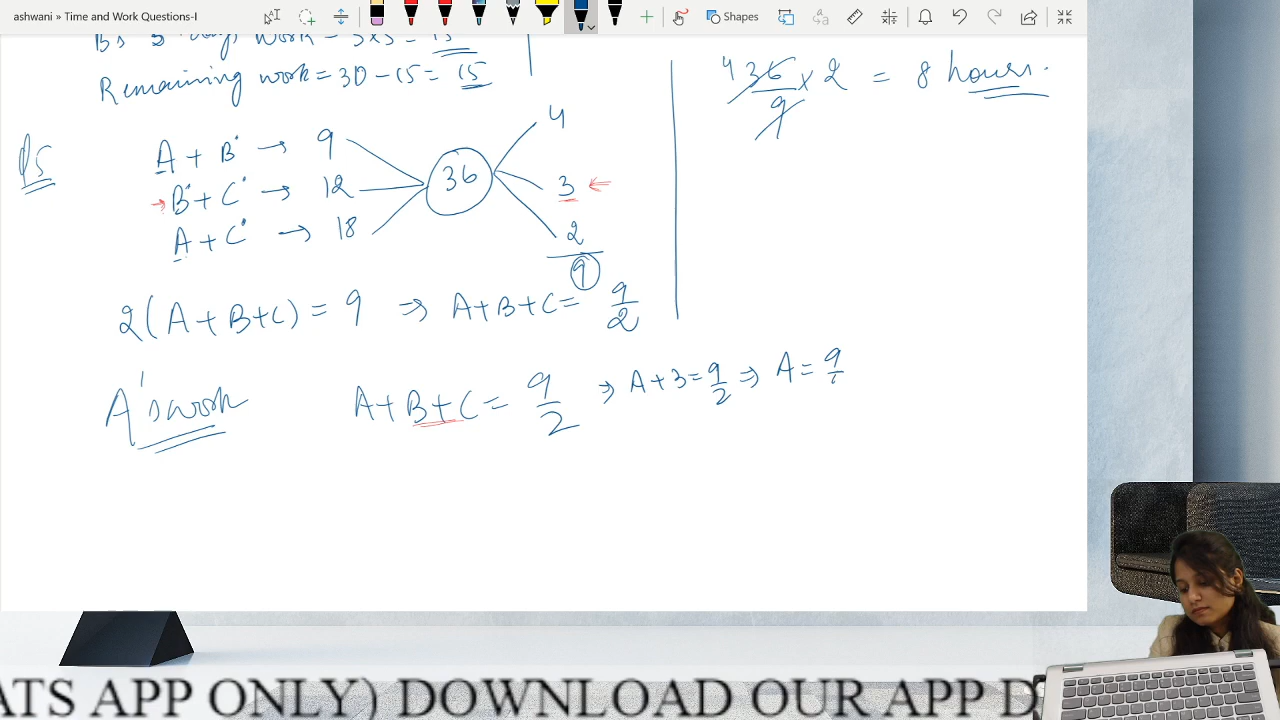 ashwani » Time and Work Questions-I
Shapes
Remaining work = 30 - 15 = 15
A + B → 9
B + C → 12
A + C → 18
36
4
3
2
9
2(A+B+C) = 9 ⇒ A+B+C = 9/2
A's work
A+B+C = 9/2 ⇒ A+3 = 9/2 ⇒ A = 9/
4 36/9 × 2 = 8 hours.
ATS APP ONLY) DOWNLOAD OUR APP D